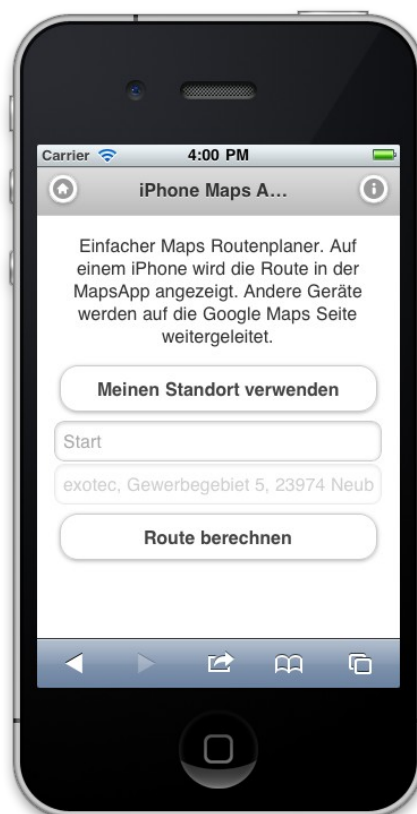 Carrier 4:00 PM
iPhone Maps A...
Einfacher Maps Routenplaner. Auf
einem iPhone wird die Route in der
MapsApp angezeigt. Andere Geräte
werden auf die Google Maps Seite
weitergeleitet.
Meinen Standort verwenden
Start
exotec, Gewerbegebiet 5, 23974 Neub
Route berechnen